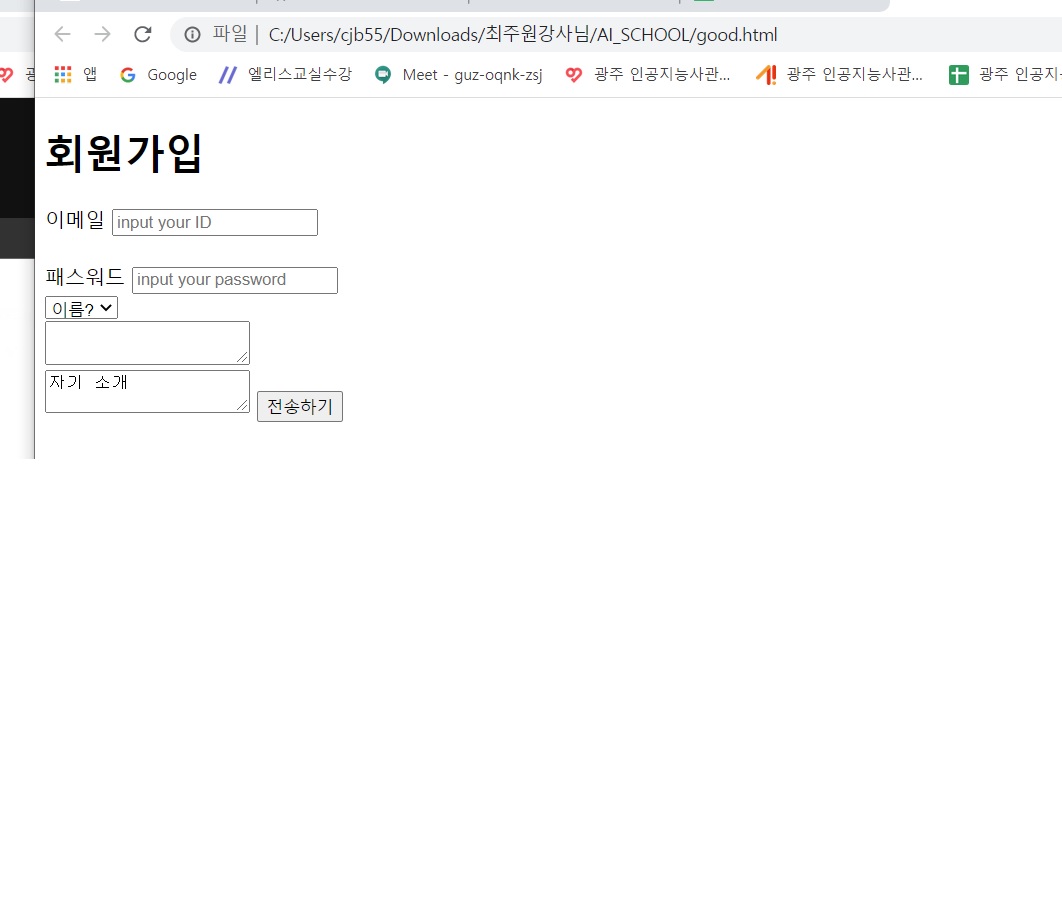 파일 | C:/Users/cjb55/Downloads/최주원강사님/AI_SCHOOL/good.html
광 앱 Google 엘리스교실수강 Meet - guz-oqnk-zsj 광주 인공지능사관... 광주 인공지능사관... 광주 인공지
회원가입
이메일 input your ID
패스워드 input your password
이름?
자기 소개
전송하기